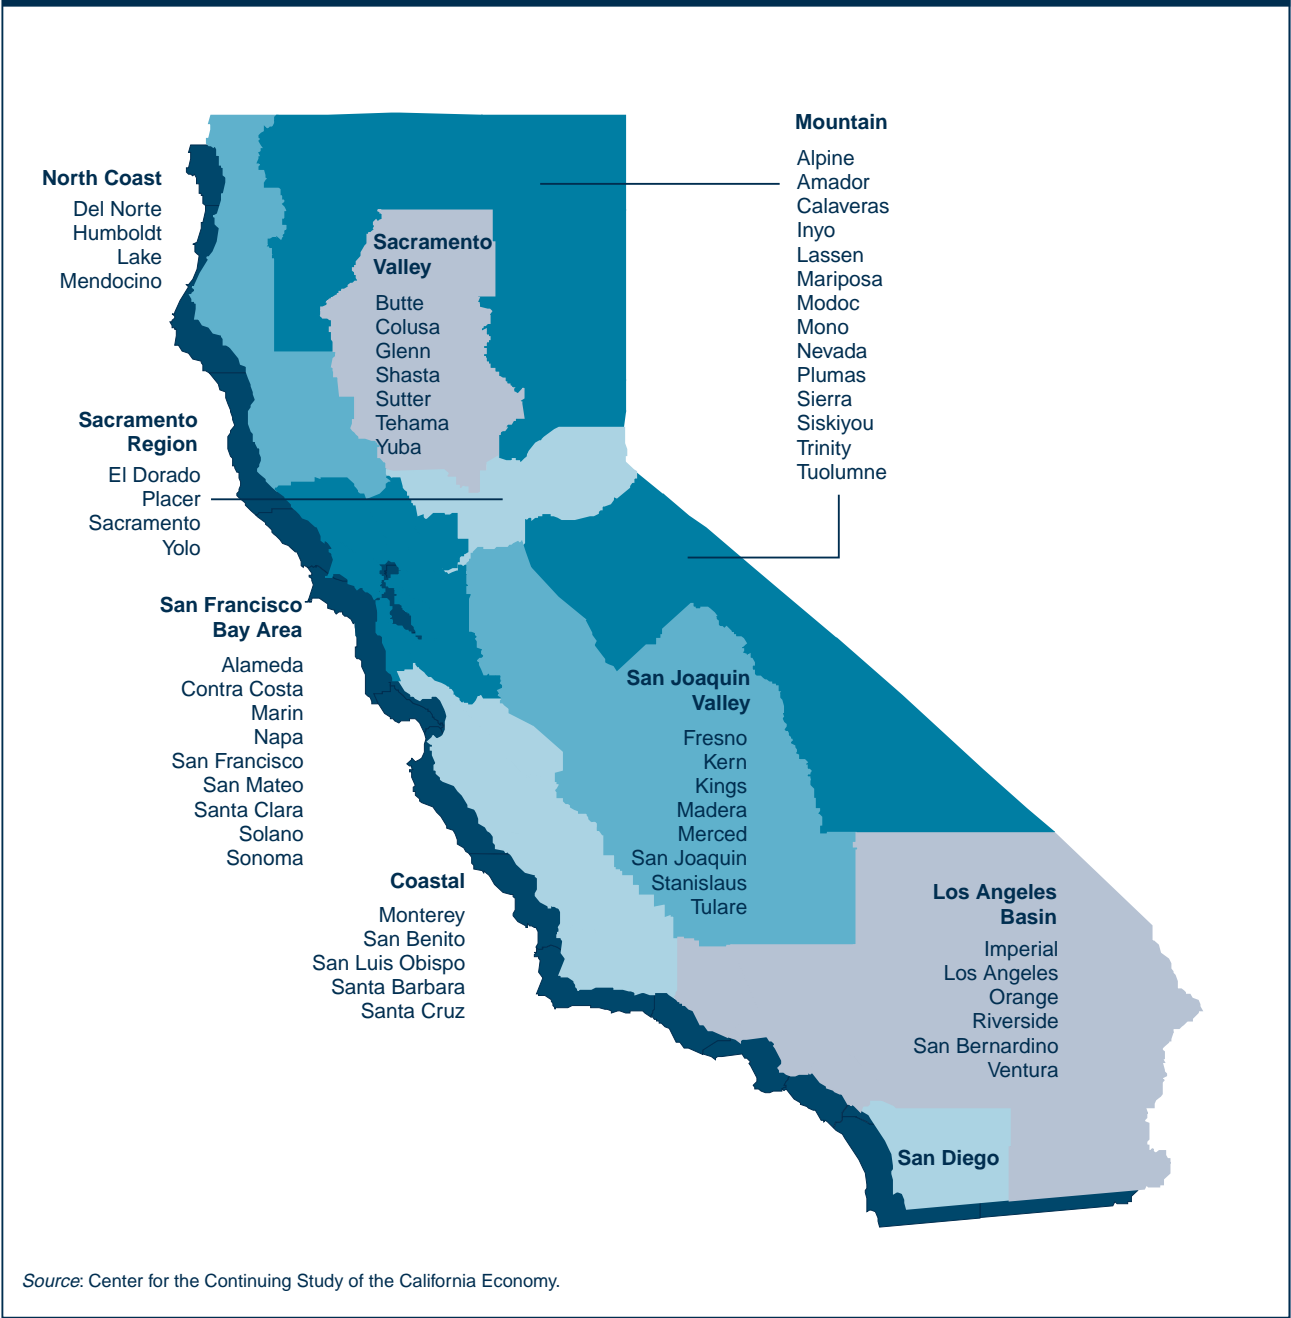 Mountain
Alpine
Amador
Calaveras
Inyo
Lassen
Mariposa
Modoc
Mono
Nevada
Plumas
Sierra
Siskiyou
Trinity
Tuolumne
North Coast
Del Norte
Humboldt
Lake
Mendocino
Sacramento
Valley
Butte
Colusa
Glenn
Shasta
Sutter
Tehama
Yuba
Sacramento
Region
El Dorado
Placer
Sacramento
Yolo
San Francisco
Bay Area
Alameda
Contra Costa
Marin
Napa
San Francisco
San Mateo
Santa Clara
Solano
Sonoma
San Joaquin
Valley
Fresno
Kern
Kings
Madera
Merced
San Joaquin
Stanislaus
Tulare
Coastal
Monterey
San Benito
San Luis Obispo
Santa Barbara
Santa Cruz
Los Angeles
Basin
Imperial
Los Angeles
Orange
Riverside
San Bernardino
Ventura
San Diego
Source: Center for the Continuing Study of the California Economy.